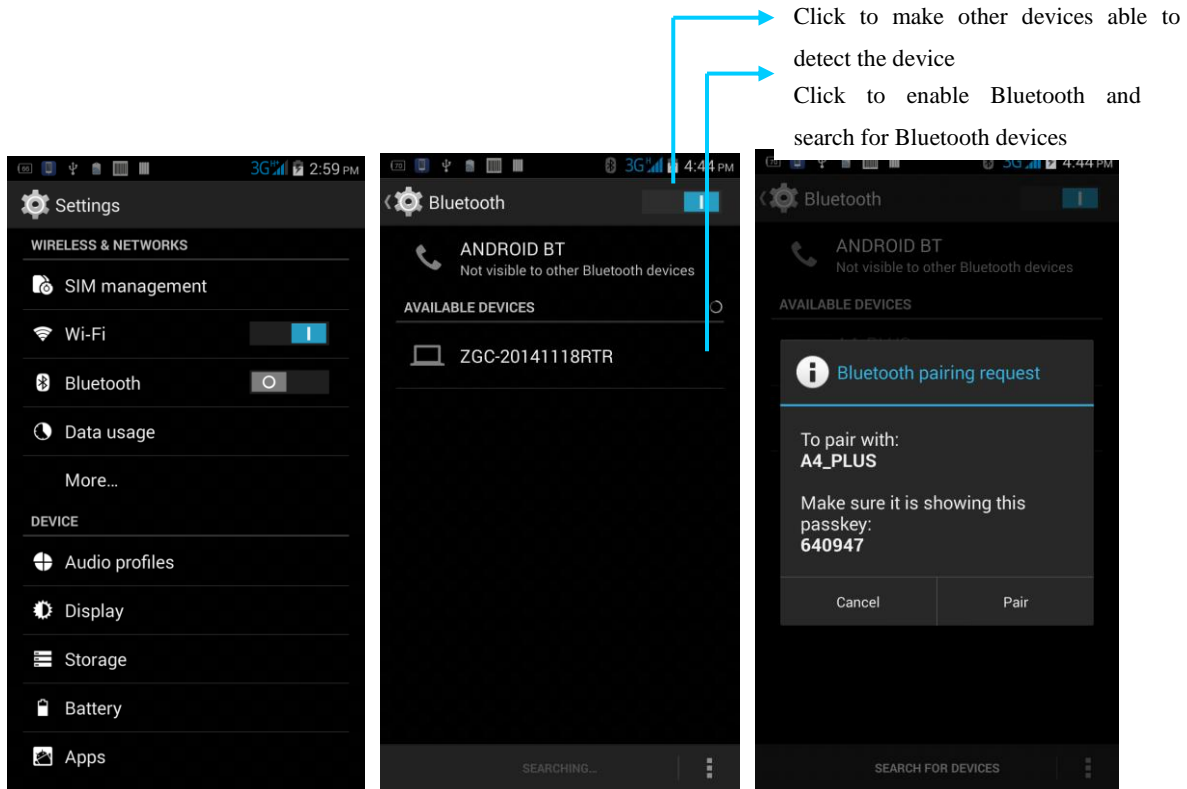 Click to make other devices able to
detect the device
Click to enable Bluetooth and
search for Bluetooth devices
3G 2:59 PM
Settings
WIRELESS & NETWORKS
SIM management
Wi-Fi
Bluetooth
Data usage
More...
DEVICE
Audio profiles
Display
Storage
Battery
Apps
70 3G H 4:44 PM
Bluetooth
ANDROID BT
Not visible to other Bluetooth devices
AVAILABLE DEVICES
ZGC-20141118RTR
SEARCHING...
3G 4:44 PM
Bluetooth
ANDROID BT
Not visible to other Bluetooth devices
AVAILABLE DEVICES
Bluetooth pairing request
To pair with:
A4_PLUS
Make sure it is showing this
passkey:
640947
Cancel Pair
SEARCH FOR DEVICES